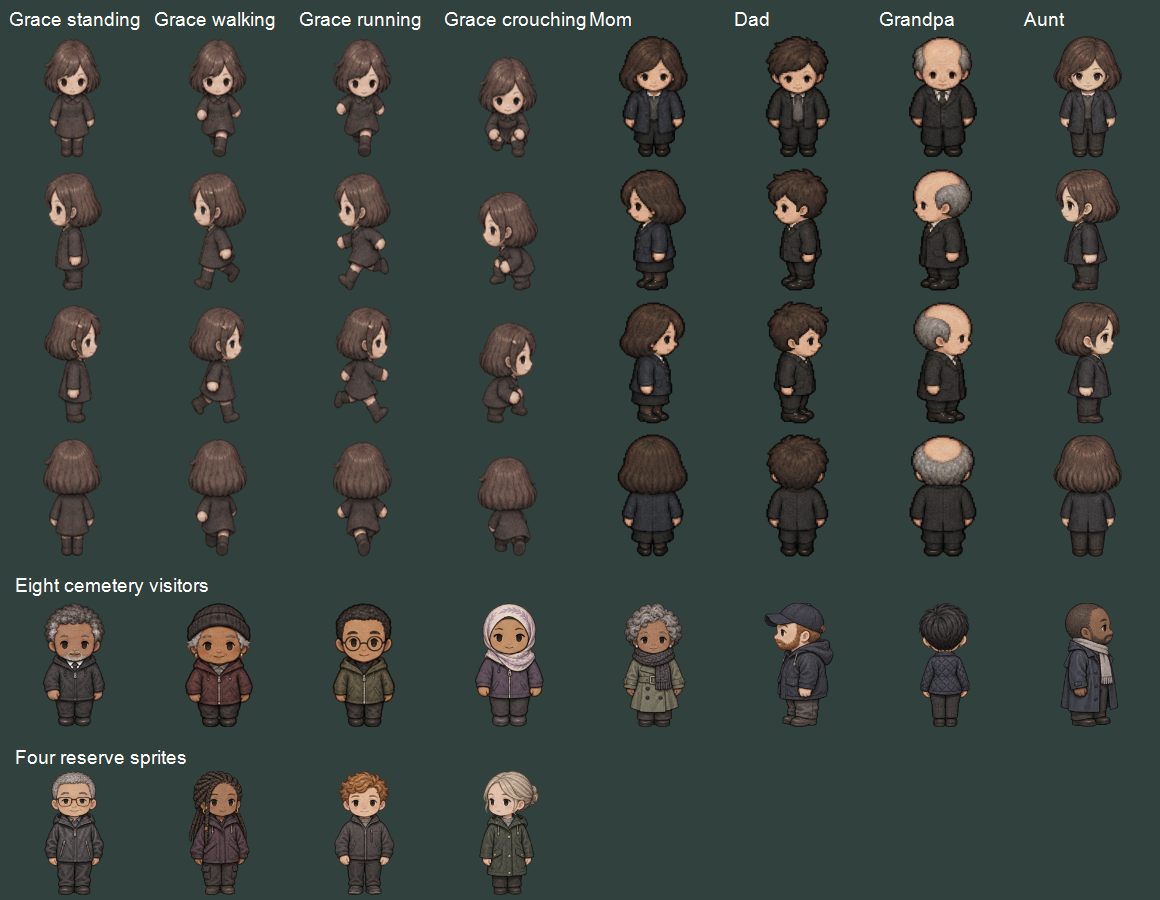 Grace standing
Grace walking
Grace running
Grace crouching
Mom
Dad
Grandpa
Aunt
Eight cemetery visitors
Four reserve sprites